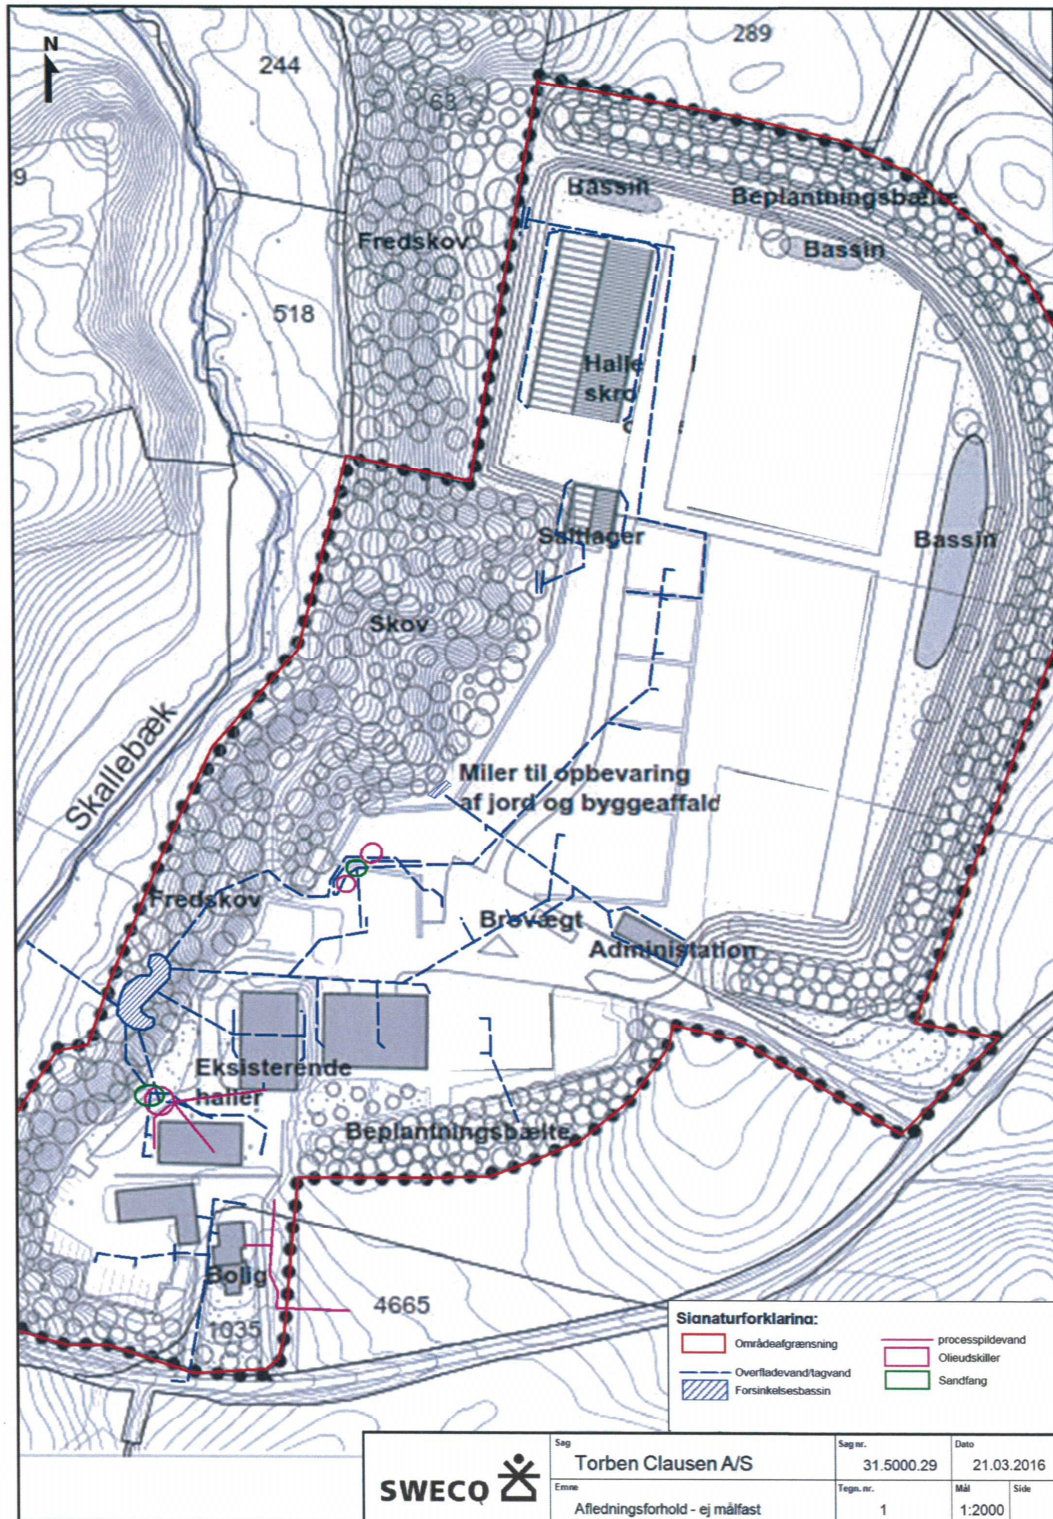 N
244
289
63
9
Bassin
Beplantningsbælte
Fredskov
Bassin
518
Halle
skro
Saltlager
Bassin
Skov
Skallebæk
Miler til opbevaring
af jord og byggeaffald
Fredskov
Brovægt
Administation
Eksisterende
haller
Beplantningsbælte
Bolig
4665
1035
Signaturforklaring:
Områdeafgrænsning
Overfladevand/tagvand
Forsinkelsesbassin
processpildevand
Olieudskiller
Sandfang
SWECO
Sag
Torben Clausen A/S
Sag nr.
31.5000.29
Dato
21.03.2016
Emne
Afledningsforhold - ej målfast
Tegn. nr.
1
Mål
1:2000
Side